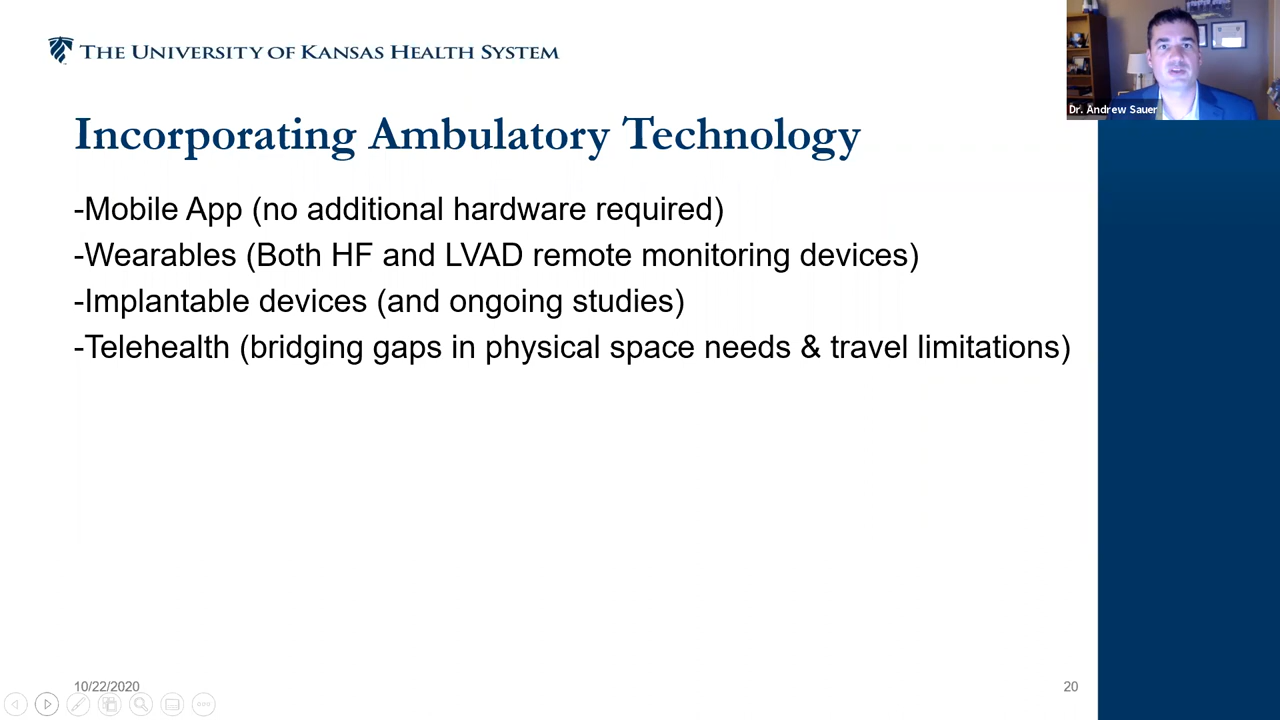 THE UNIVERSITY OF KANSAS HEALTH SYSTEM
Dr. Andrew Sauer
Incorporating Ambulatory Technology
-Mobile App (no additional hardware required)
-Wearables (Both HF and LVAD remote monitoring devices)
-Implantable devices (and ongoing studies)
-Telehealth (bridging gaps in physical space needs & travel limitations)
10/22/2020
20